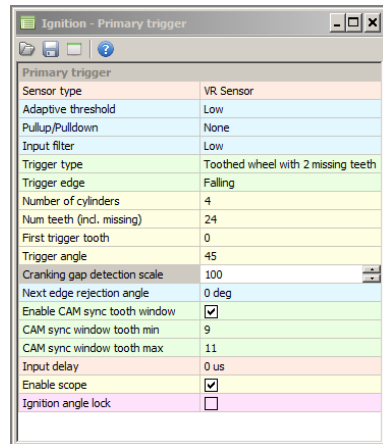 Ignition - Primary trigger
Primary trigger
Sensor type VR Sensor
Adaptive threshold Low
Pullup/Pulldown None
Input filter Low
Trigger type Toothed wheel with 2 missing teeth
Trigger edge Falling
Number of cylinders 4
Num teeth (incl. missing) 24
First trigger tooth 0
Trigger angle 45
Cranking gap detection scale 100
Next edge rejection angle 0 deg
Enable CAM sync tooth window
CAM sync window tooth min 9
CAM sync window tooth max 11
Input delay 0 us
Enable scope
Ignition angle lock